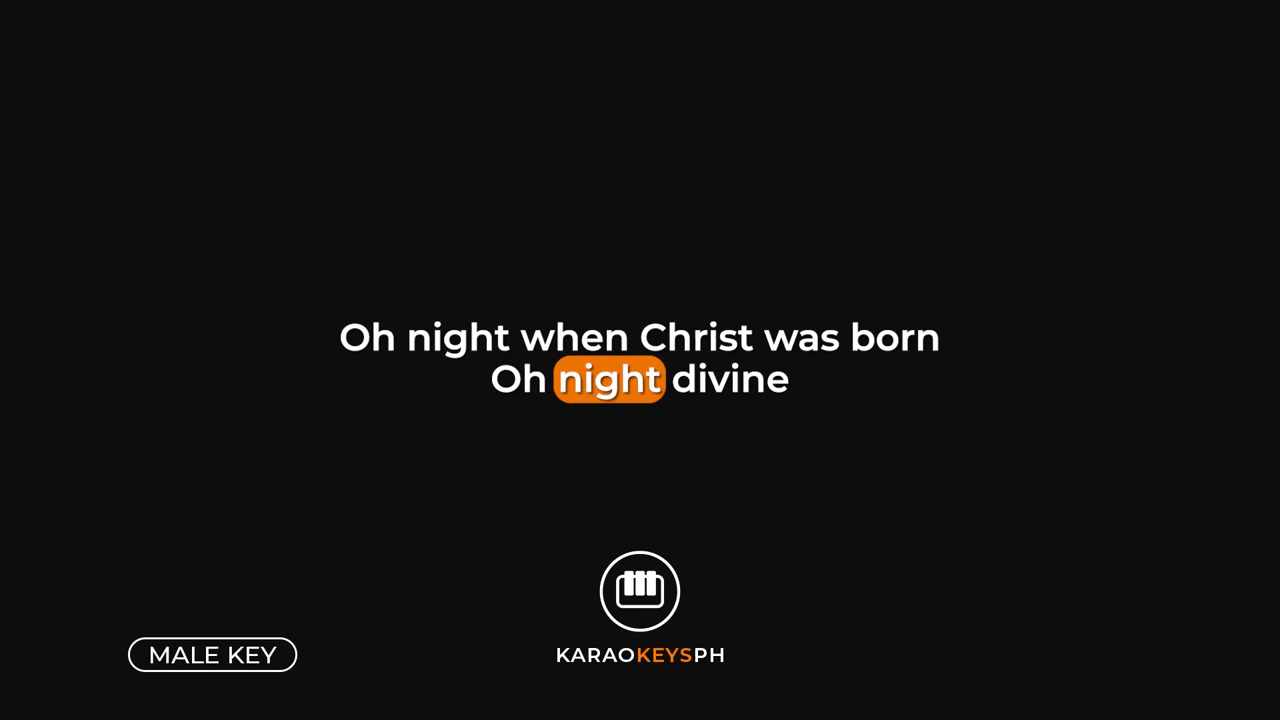 Oh night when Christ was born
Oh night divine
MALE KEY
KARAOKEYSPH